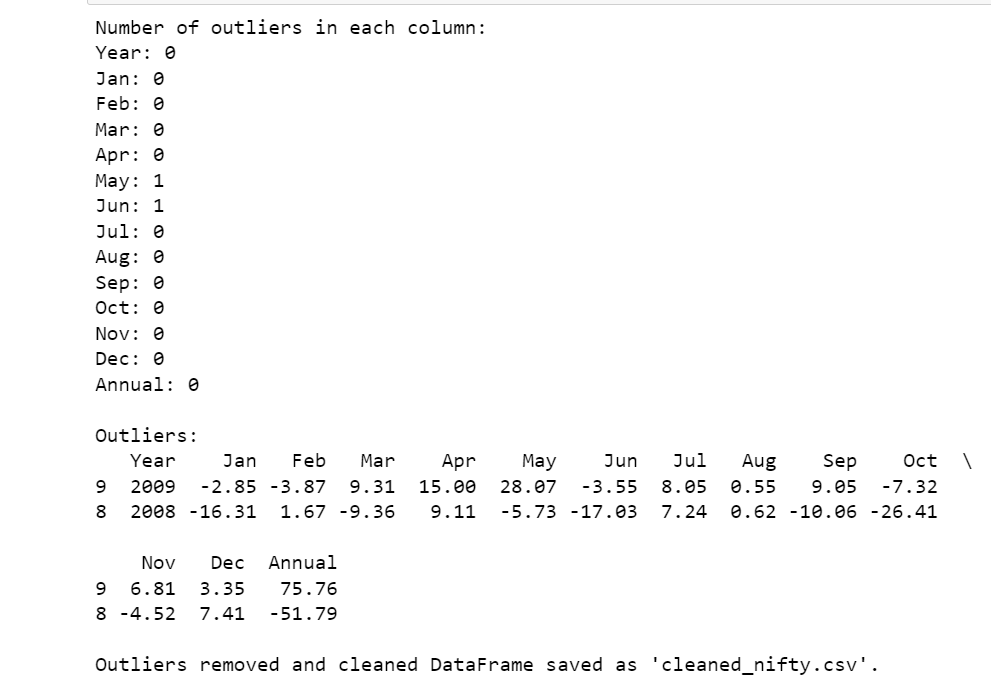 Number of outliers in each column:
Year: 0
Jan: 0
Feb: 0
Mar: 0
Apr: 0
May: 1
Jun: 1
Jul: 0
Aug: 0
Sep: 0
Oct: 0
Nov: 0
Dec: 0
Annual: 0

Outliers:
   Year    Jan   Feb   Mar    Apr    May    Jun   Jul   Aug    Sep    Oct  \
9  2009  -2.85 -3.87  9.31  15.00  28.07  -3.55  8.05  0.55   9.05  -7.32
8  2008 -16.31  1.67 -9.36   9.11  -5.73 -17.03  7.24  0.62 -10.06 -26.41

    Nov   Dec  Annual
9  6.81  3.35   75.76
8 -4.52  7.41  -51.79

Outliers removed and cleaned DataFrame saved as 'cleaned_nifty.csv'.